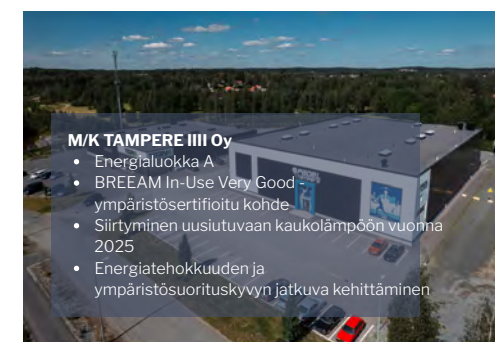 M/K TAMPERE IIII Oy
• Energialuokka A
• BREEAM In-Use Very Good -
ympäristösertifioitu kohde
• Siirtyminen uusiutuvaan kaukolämpöön vuonna
2025
• Energiatehokkuuden ja
ympäristösuorituskyvyn jatkuva kehittäminen